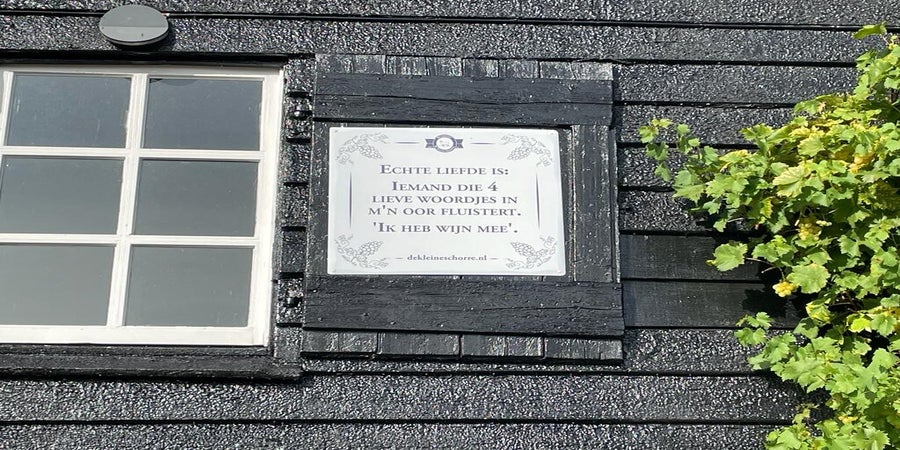 Echte liefde is:
Iemand die 4
lieve woordjes in
m'n oor fluistert.
'Ik heb wijn mee'.
dekleineschorre.nl